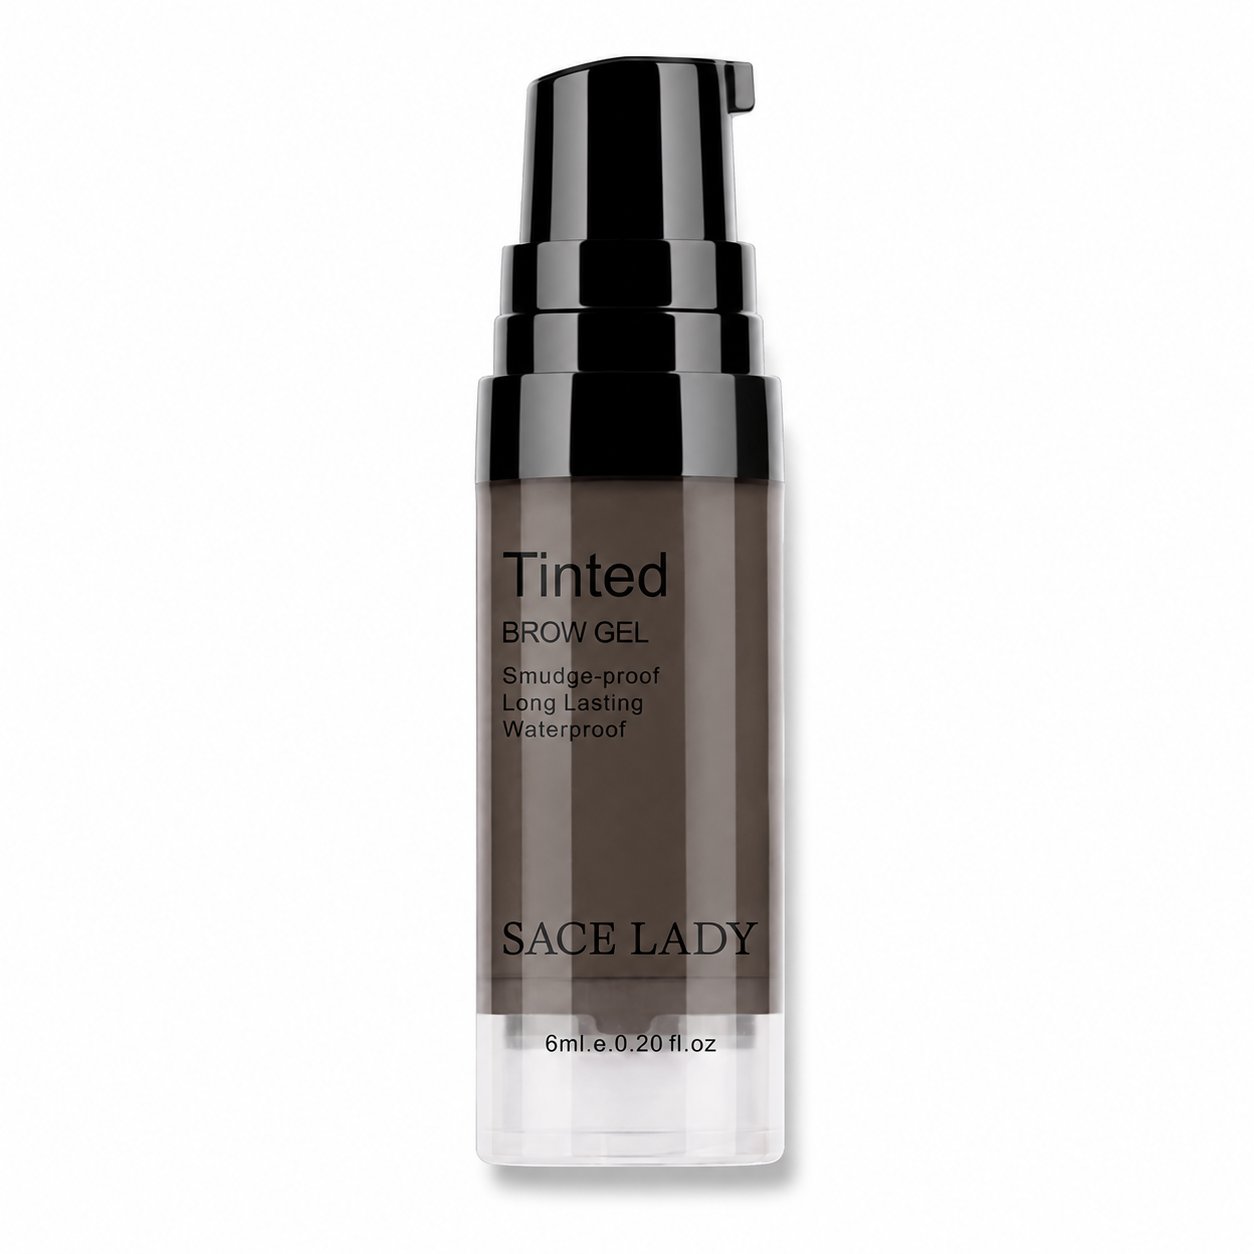 Tinted
BROW GEL
Smudge-proof
Long Lasting
Waterproof
SACE LADY
6ml.e.0.20 fl.oz